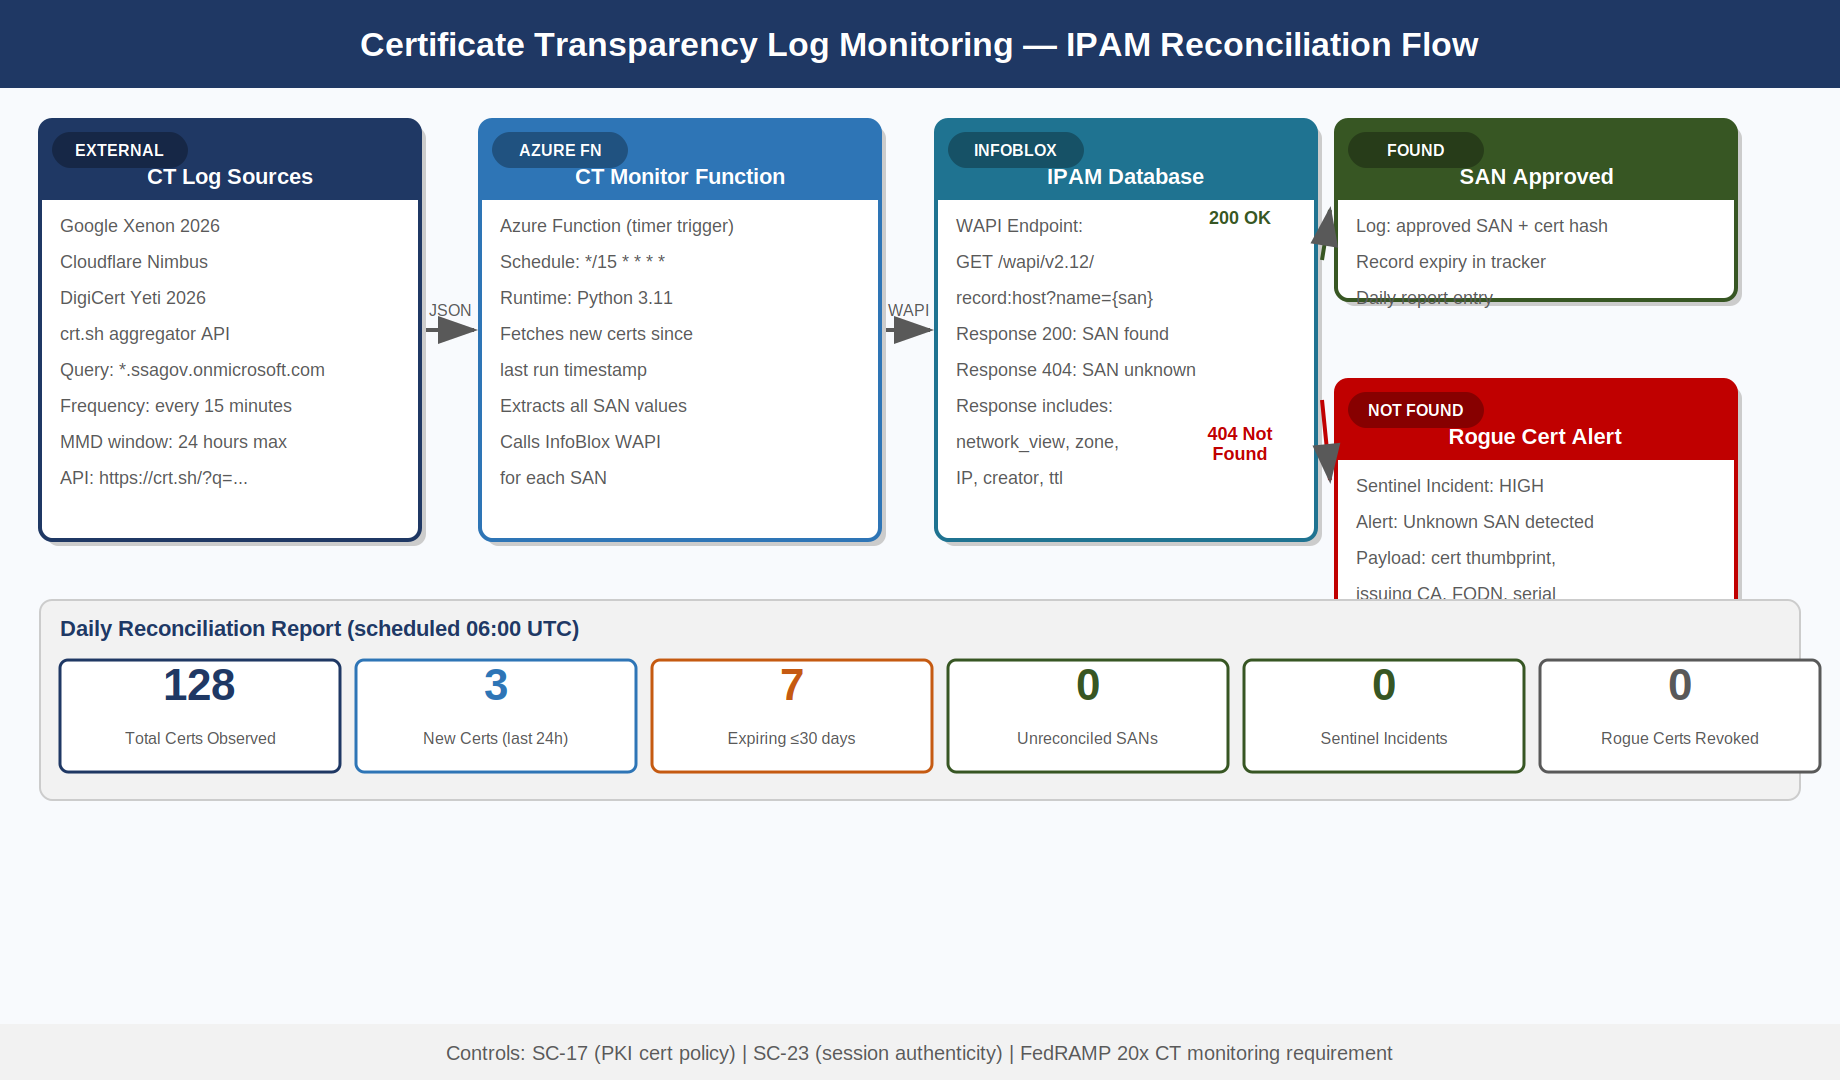 Certificate Transparency Log Monitoring — IPAM Reconciliation Flow
EXTERNAL
CT Log Sources
Google Xenon 2026
Cloudflare Nimbus
DigiCert Yeti 2026
crt.sh aggregator API
Query: *.ssagov.onmicrosoft.com
Frequency: every 15 minutes
MMD window: 24 hours max
API: https://crt.sh/?q=...
JSON
AZURE FN
CT Monitor Function
Azure Function (timer trigger)
Schedule: */15 * * * *
Runtime: Python 3.11
Fetches new certs since
last run timestamp
Extracts all SAN values
Calls InfoBlox WAPI
for each SAN
WAPI
INFOBLOX
IPAM Database
WAPI Endpoint:
GET /wapi/v2.12/
record:host?name={san}
Response 200: SAN found
Response 404: SAN unknown
Response includes:
network_view, zone,
IP, creator, ttl
200 OK
404 Not
Found
FOUND
SAN Approved
Log: approved SAN + cert hash
Record expiry in tracker
Daily report entry
NOT FOUND
Rogue Cert Alert
Sentinel Incident: HIGH
Alert: Unknown SAN detected
Payload: cert thumbprint,
issuing CA, FQDN, serial
Daily Reconciliation Report (scheduled 06:00 UTC)
128
Total Certs Observed
3
New Certs (last 24h)
7
Expiring ≤30 days
0
Unreconciled SANs
0
Sentinel Incidents
0
Rogue Certs Revoked
Controls: SC-17 (PKI cert policy) | SC-23 (session authenticity) | FedRAMP 20x CT monitoring requirement